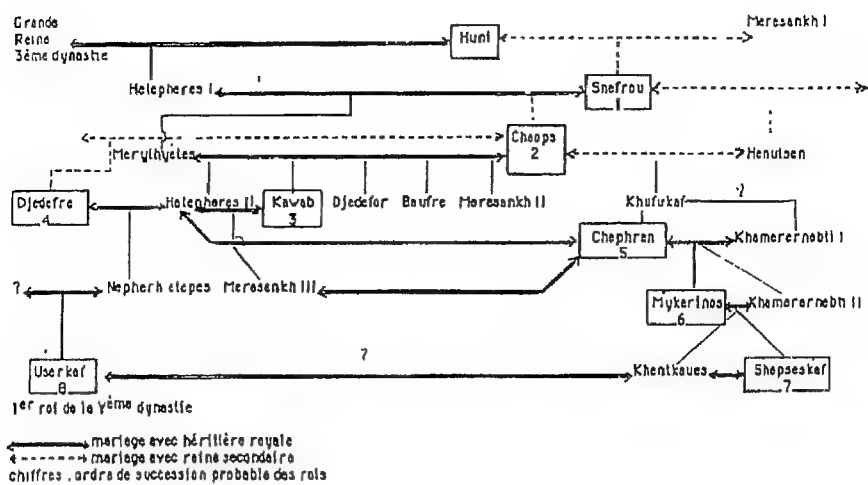 Grande
Reine
3ème dynastie
Huni
Meresankh I
Hetepheres I
Snefrou
1
Cheops
2
Merytyetes
Henutsen
Djedefre
4
Hetepheres II
Kawab
3
Djedefor
Baufre
Meresankh II
Khufukaf
?
Chephren
5
Khamerernebti I
?
Nepherhetepes
Meresankh III
Mykerinos
6
Khamerernebti II
?
Userkaf
8
Khentkaues
Shepseskaf
7
1er roi de la Vème dynastie
mariage avec héritière royale
mariage avec reine secondaire
chiffres, ordre de succession probable des rois